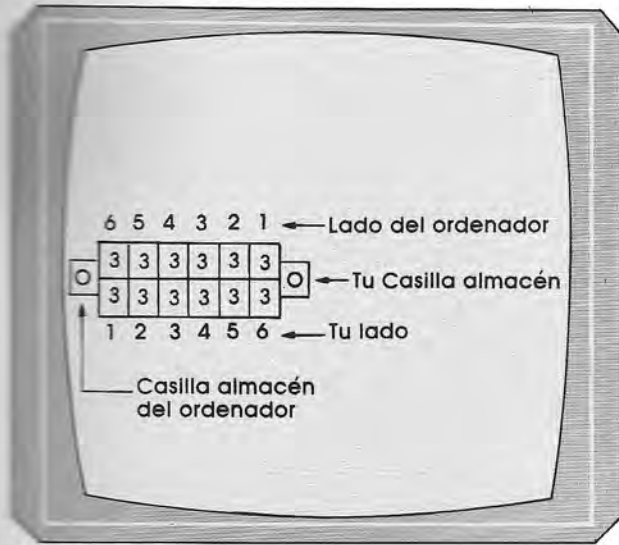 6 5 4 3 2 1 Lado del ordenador
3 3 3 3 3 3
O O Tu Casilla almacén
3 3 3 3 3 3
1 2 3 4 5 6 Tu lado
Casilla almacén
del ordenador